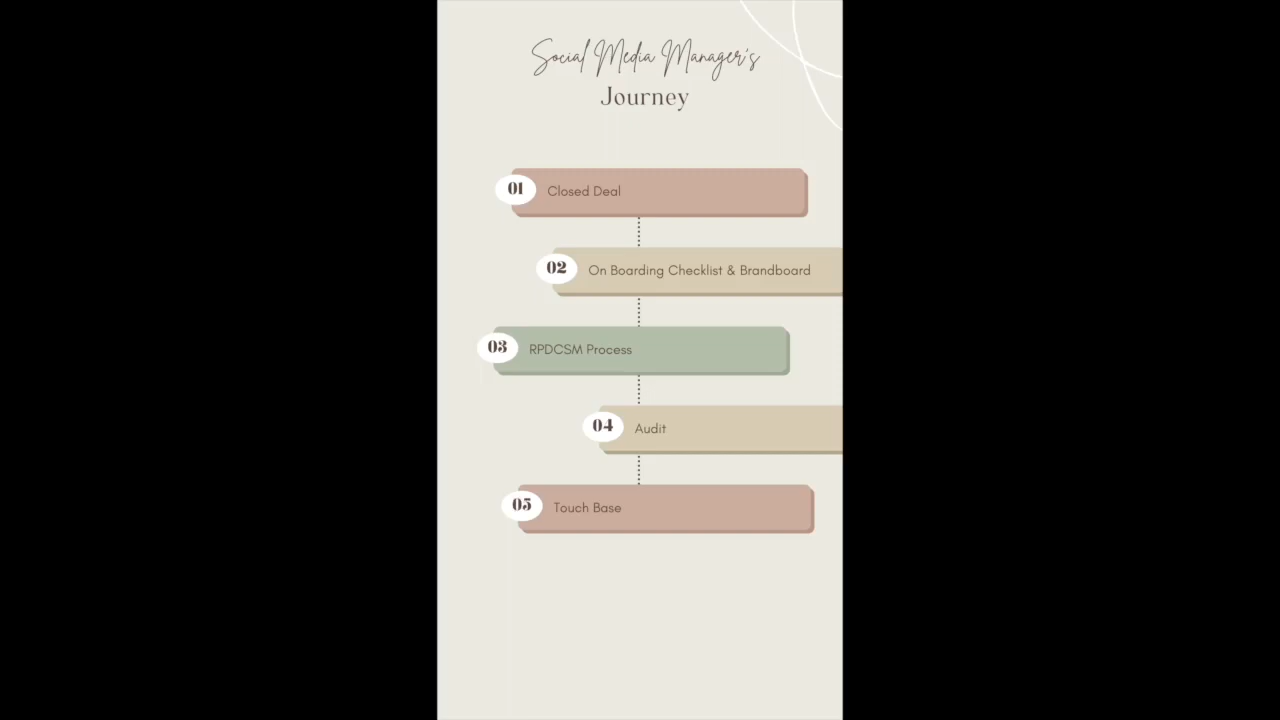 Social Media Manager's
Journey
01 Closed Deal
02 On Boarding Checklist & Brandboard
03 RPDCSM Process
04 Audit
05 Touch Base